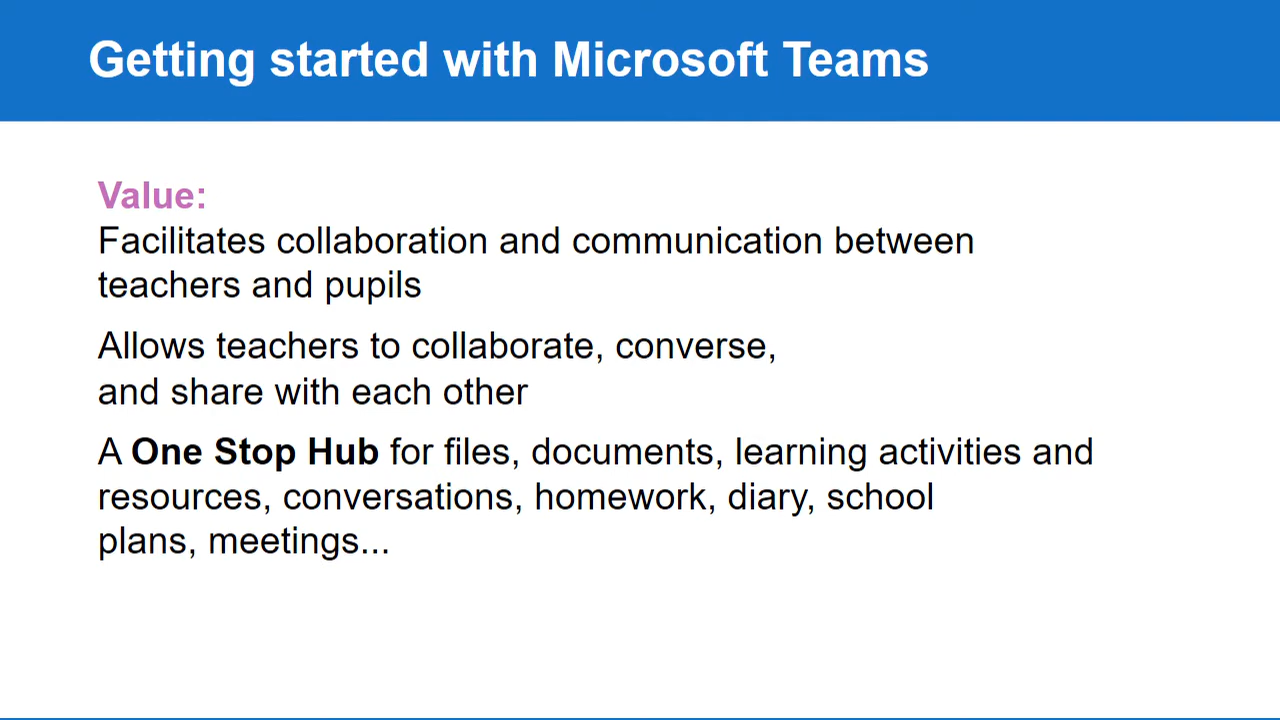 Getting started with Microsoft Teams
Value:
Facilitates collaboration and communication between
teachers and pupils
Allows teachers to collaborate, converse,
and share with each other
A One Stop Hub for files, documents, learning activities and
resources, conversations, homework, diary, school
plans, meetings...